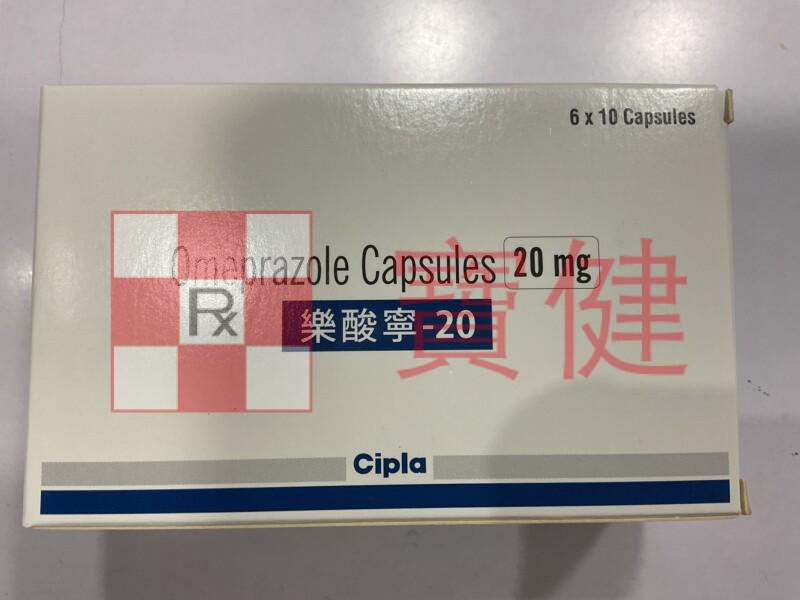 6 x 10 Capsules
Omeprazole Capsules 20 mg
Rx
樂酸寧-20
寶健
Cipla